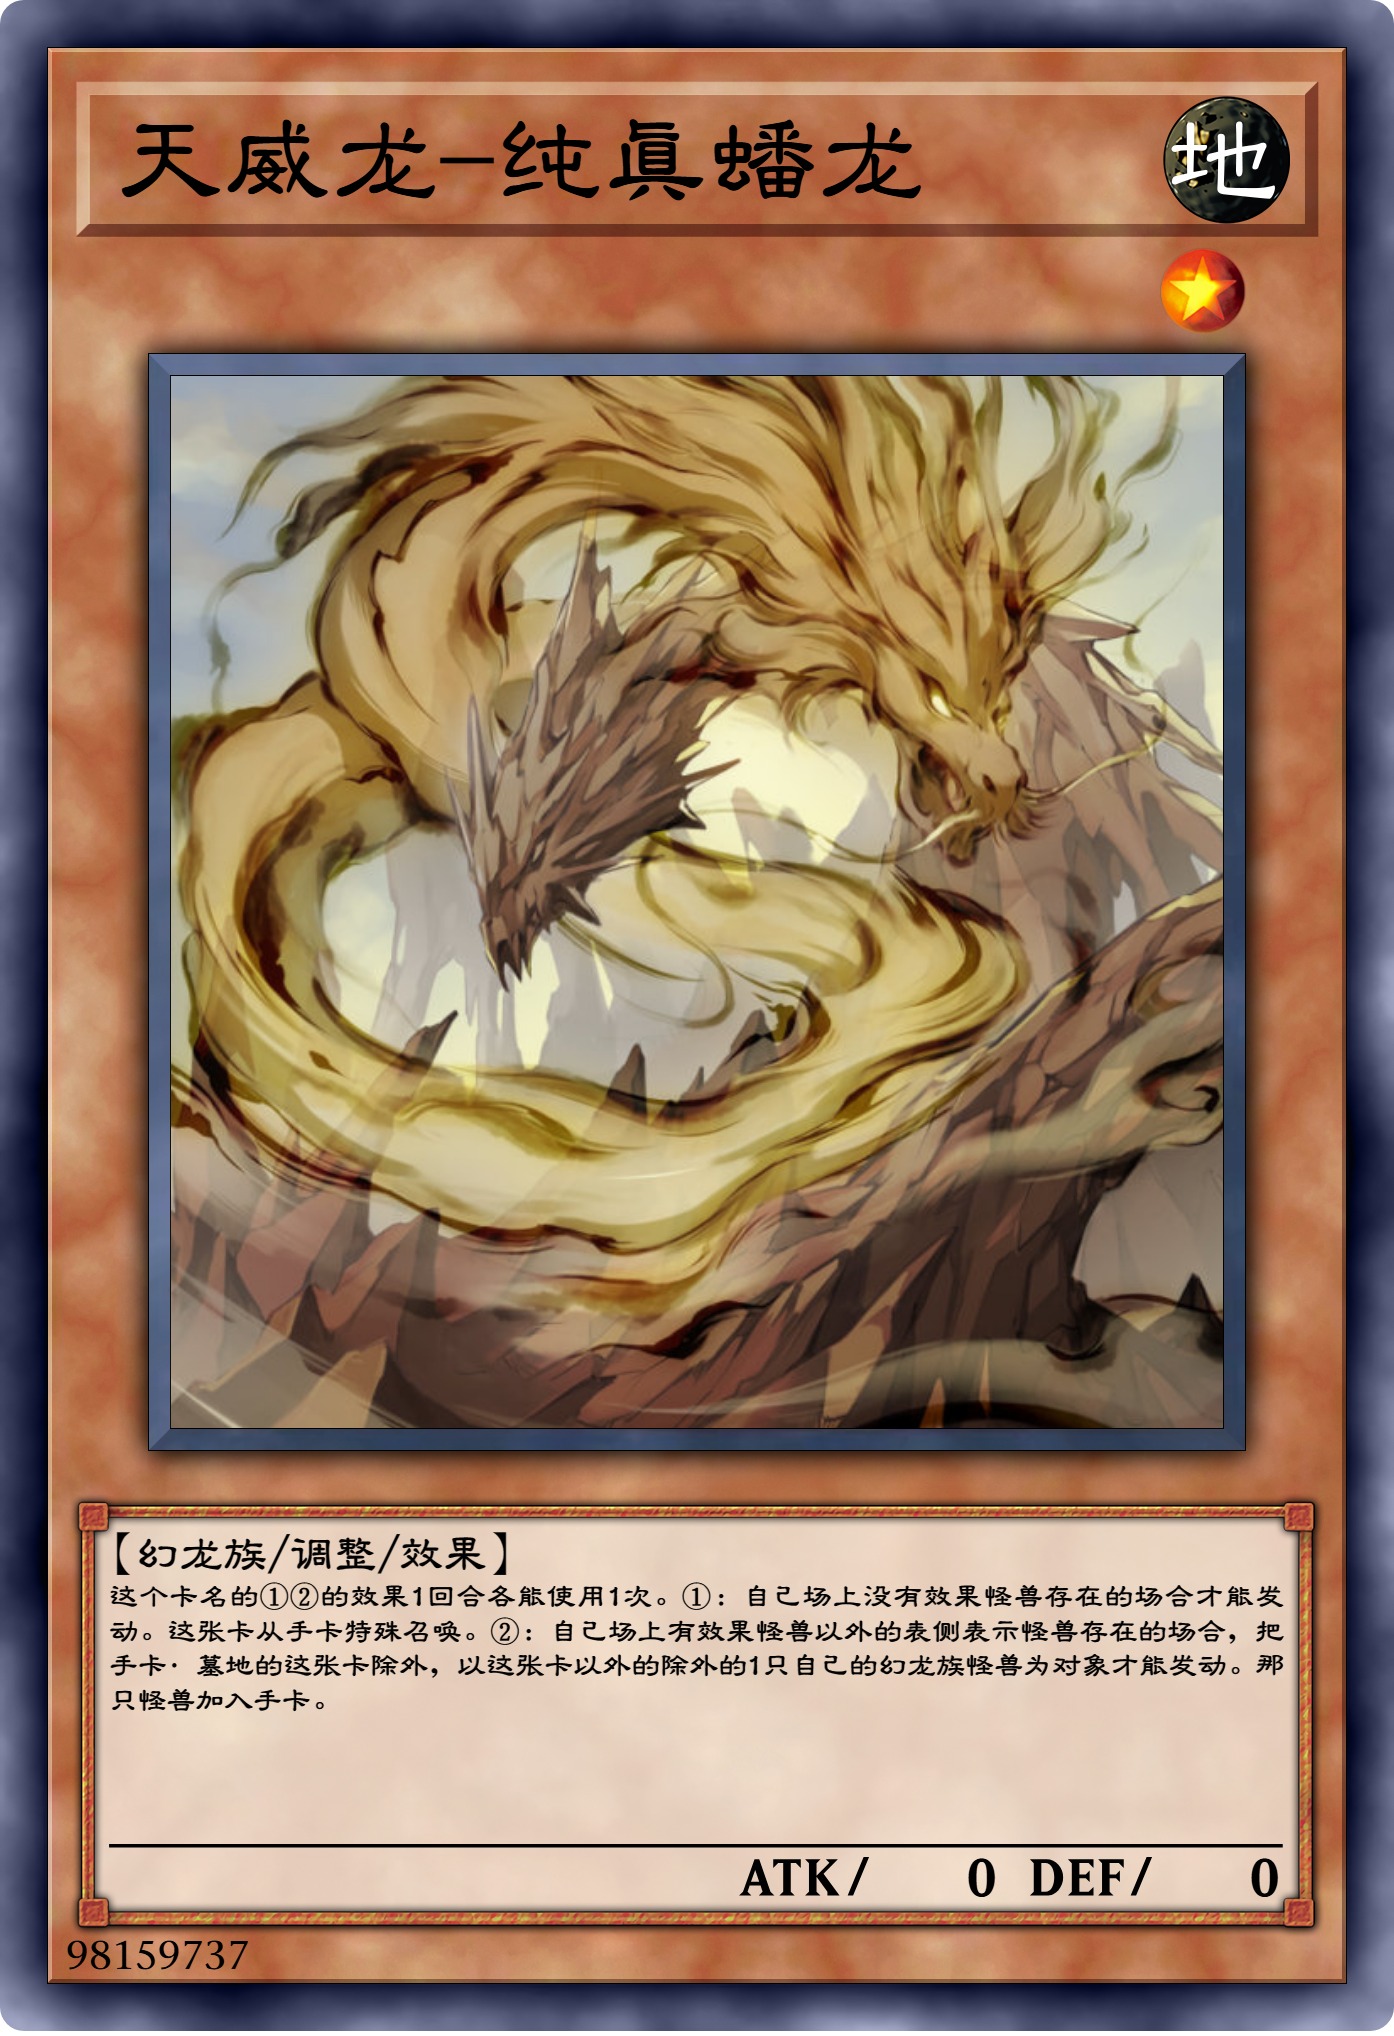 天威龙-纯眞蟠龙
地
【幻龙族/调整/效果】
这个卡名的①②的效果1回合各能使用1次。①：自己场上没有效果怪兽存在的场合才能发
动。这张卡从手卡特殊召唤。②：自己场上有效果怪兽以外的表侧表示怪兽存在的场合，把
手卡·墓地的这张卡除外，以这张卡以外的除外的1只自己的幻龙族怪兽为对象才能发动。那
只怪兽加入手卡。
ATK/ 0 DEF/ 0
98159737